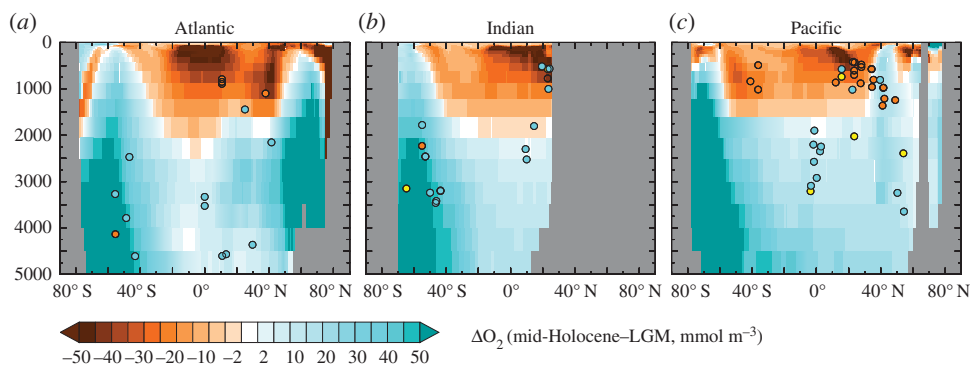 (a) Atlantic (b) Indian (c) Pacific
0
1000
2000
3000
4000
5000
80° S 40° S 0° 40° N 80° N 80° S 40° S 0° 40° N 80° N 80° S 40° S 0° 40° N 80° N
−50 −40 −30 −20 −10 −2 2 10 20 30 40 50
ΔO2 (mid-Holocene–LGM, mmol m−3)